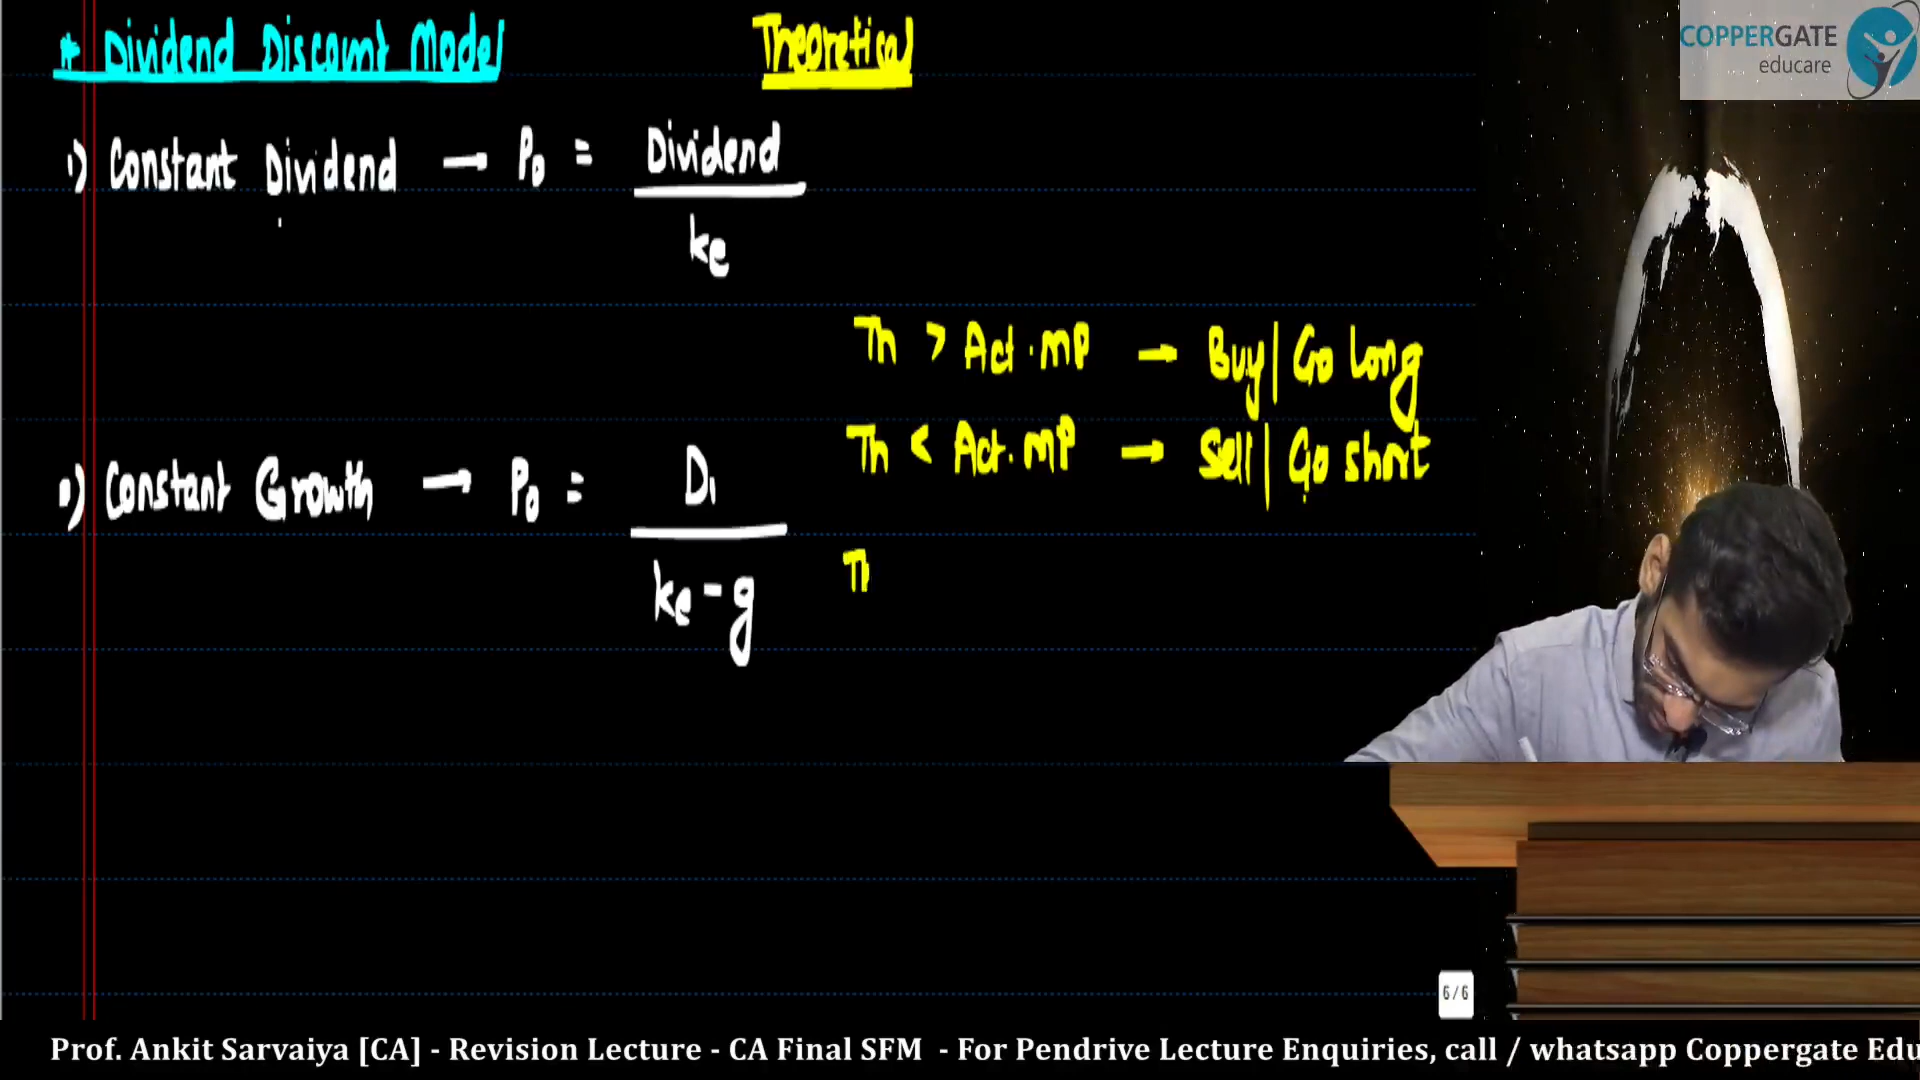 * Dividend Discount Model
Theoretical
1) Constant Dividend → P0 = Dividend / ke
Th > Act. MP → Buy | Go long
Th < Act. MP → Sell | Go short
2) Constant Growth → P0 = D1 / ke - g
Th
6/6
COPPERGATE
educare
Prof. Ankit Sarvaiya [CA] - Revision Lecture - CA Final SFM - For Pendrive Lecture Enquiries, call / whatsapp Coppergate Edu